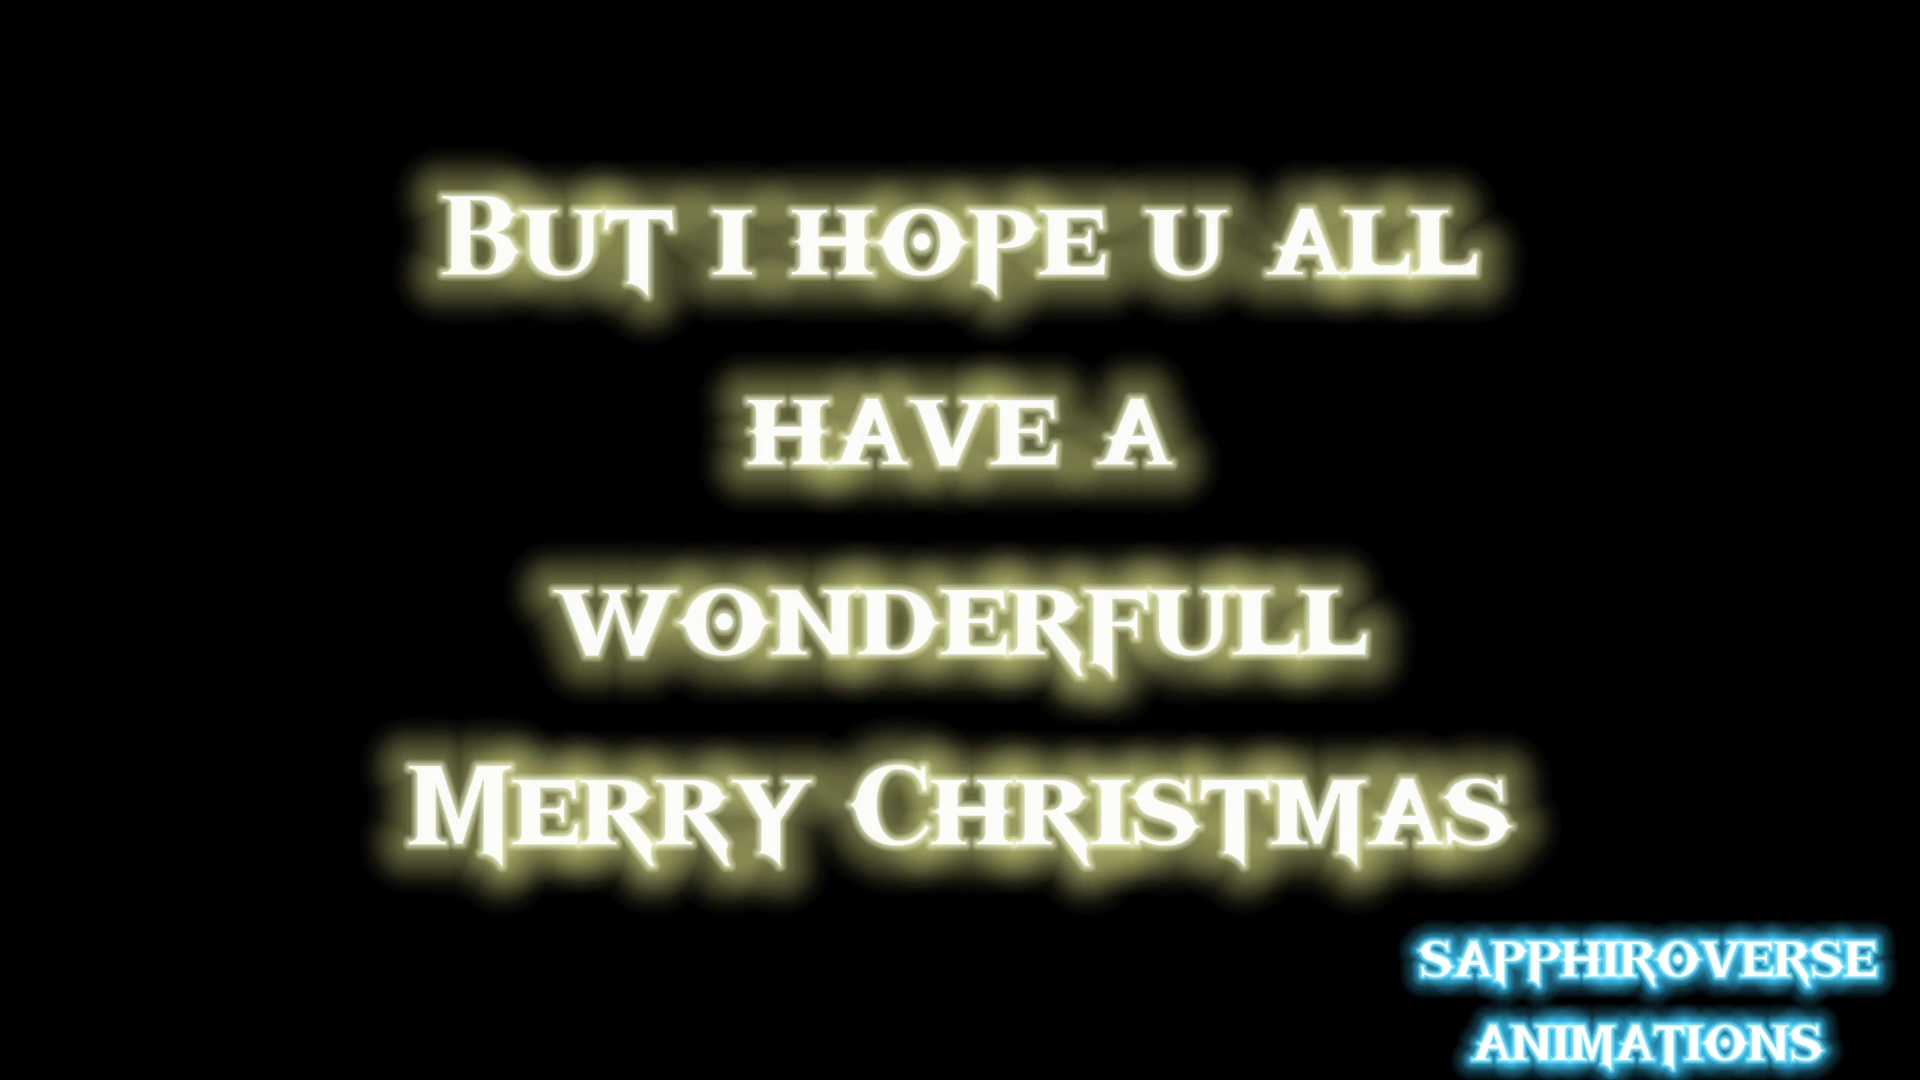 But i hope u all
have a
wonderfull
Merry Christmas
sapphiroverse
animations